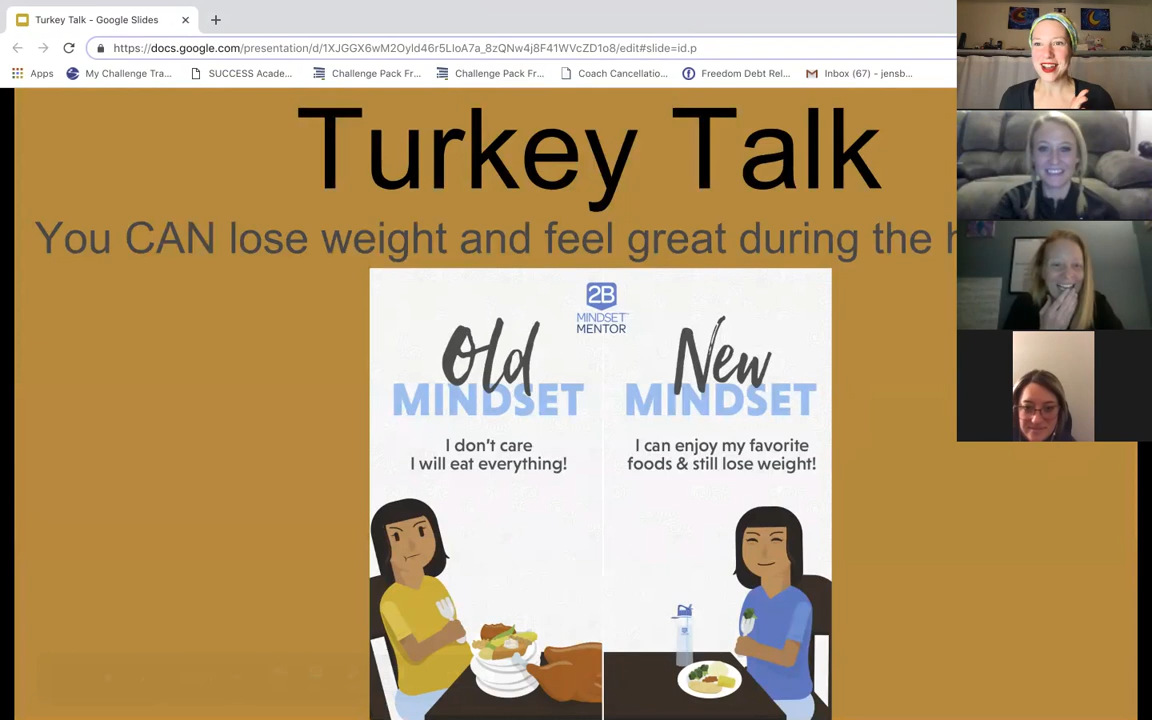 Turkey Talk - Google Slides
https://docs.google.com/presentation/d/1XJGGX6wM2Oyld46r5LIoA7a_8zQNw4j8F41WVcZD1o8/edit#slide=id.p
Apps My Challenge Tra... SUCCESS Acade... Challenge Pack Fr... Challenge Pack Fr... Coach Cancellatio... Freedom Debt Rel... Inbox (67) - jensb...
Turkey Talk
You CAN lose weight and feel great during the
2B
MINDSET
MENTOR
Old
MINDSET
I don't care
I will eat everything!
New
MINDSET
I can enjoy my favorite
foods & still lose weight!